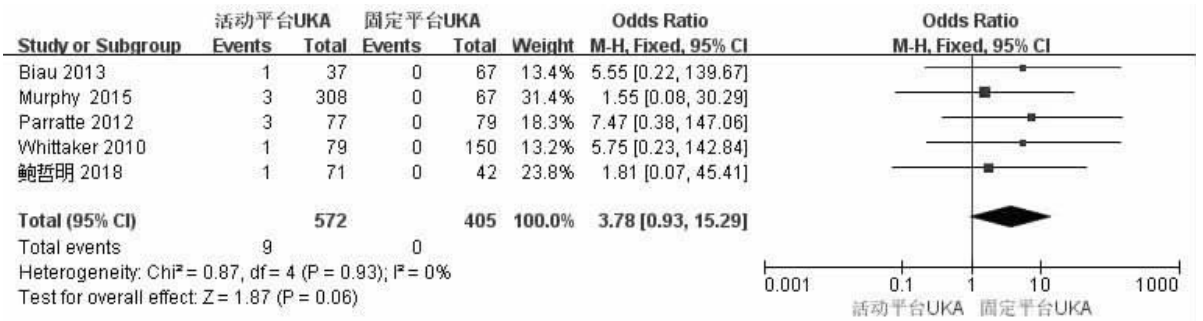 活动平台UKA 固定平台UKA Odds Ratio Odds Ratio
Study or Subgroup Events Total Events Total Weight M-H, Fixed, 95% CI M-H, Fixed, 95% CI
Biau 2013 1 37 0 67 13.4% 5.55 [0.22, 139.67]
Murphy 2015 3 308 0 67 31.4% 1.55 [0.08, 30.29]
Parratte 2012 3 77 0 79 18.3% 7.47 [0.38, 147.06]
Whittaker 2010 1 79 0 150 13.2% 5.75 [0.23, 142.84]
鲍哲明 2018 1 71 0 42 23.8% 1.81 [0.07, 45.41]
Total (95% CI) 572 405 100.0% 3.78 [0.93, 15.29]
Total events 9 0
Heterogeneity: Chi² = 0.87, df = 4 (P = 0.93); I² = 0%
Test for overall effect: Z = 1.87 (P = 0.06)
0.001 0.1 1 10 1000
活动平台UKA 固定平台UKA